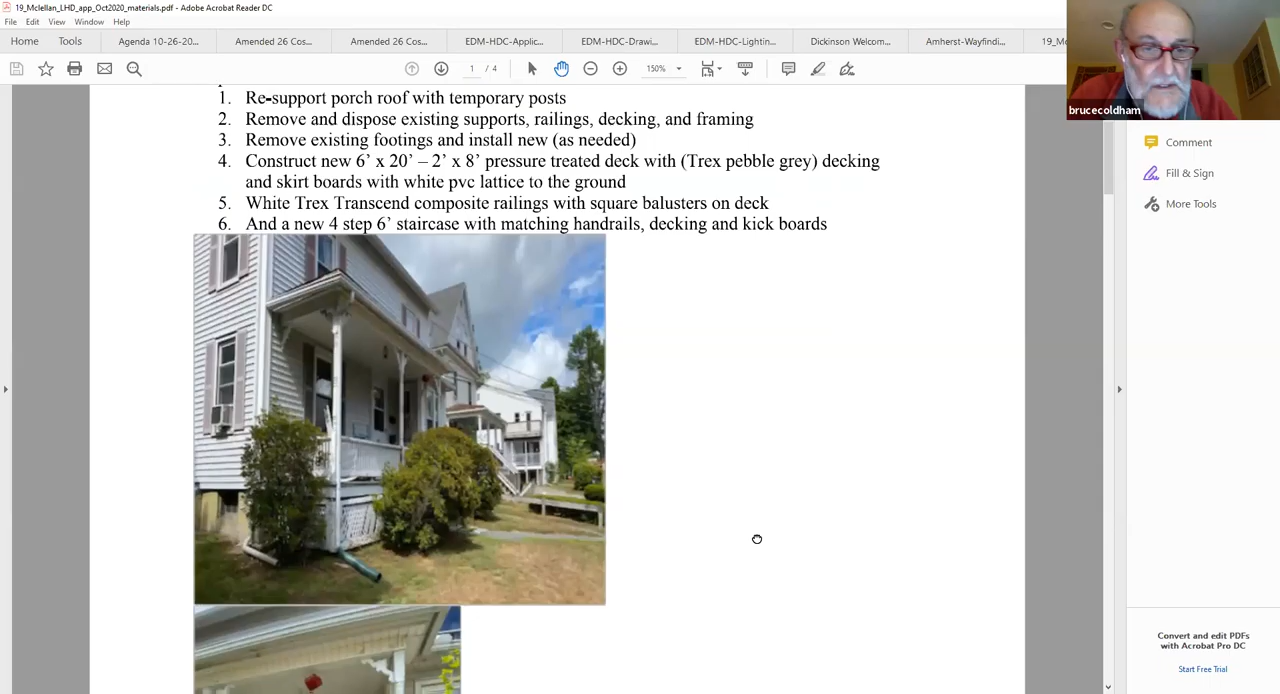 19_Mclellan_LHD_app_Oct2020_materials.pdf - Adobe Acrobat Reader DC
File Edit View Window Help
Home Tools Agenda 10-26-20... Amended 26 Cos... Amended 26 Cos... EDM-HDC-Applic... EDM-HDC-Drawi... EDM-HDC-Lightin... Dickinson Welcom... Amherst-Wayfindi... 19_Mc
1 / 4 150%
brucecoldham
1. Re-support porch roof with temporary posts
2. Remove and dispose existing supports, railings, decking, and framing
3. Remove existing footings and install new (as needed)
4. Construct new 6’ x 20’ – 2’ x 8’ pressure treated deck with (Trex pebble grey) decking
and skirt boards with white pvc lattice to the ground
5. White Trex Transcend composite railings with square balusters on deck
6. And a new 4 step 6’ staircase with matching handrails, decking and kick boards
Comment
Fill & Sign
More Tools
Convert and edit PDFs
with Acrobat Pro DC
Start Free Trial